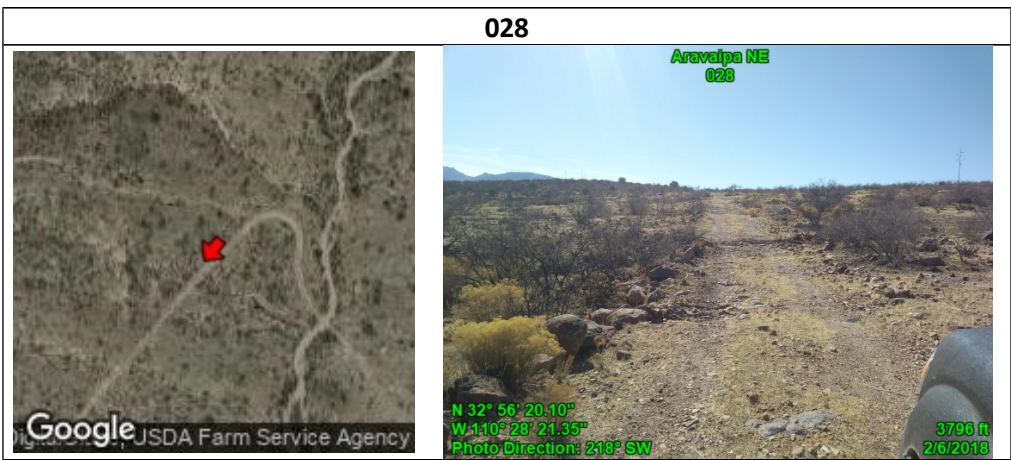 028
Google
USDA Farm Service Agency
Aravaipa NE
028
N 32° 56' 20.10"
W 110° 28' 21.35"
Photo Direction: 218° SW
3796 ft
2/6/2018